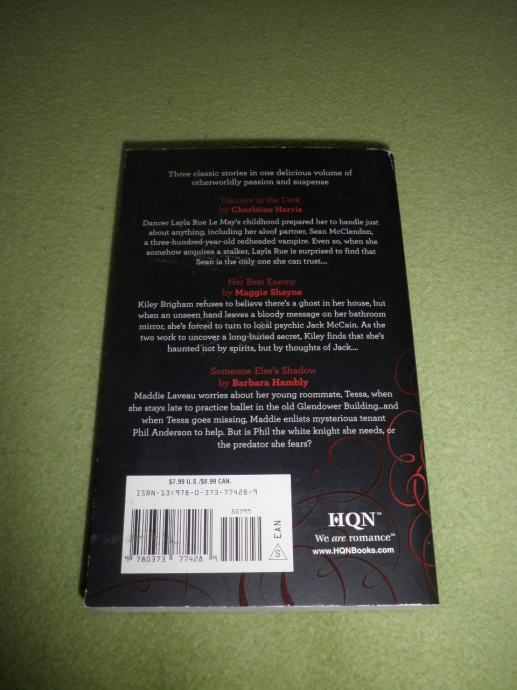 Three classic stories in one delicious volume of
otherworldly passion and suspense
Dancers in the Dark
by Charlaine Harris
Dancer Layla Rue Le May's childhood prepared her to handle just
about anything, including her aloof partner, Sean McClendon,
a three-hundred-year-old redheaded vampire. Even so, when she
somehow acquires a stalker, Layla Rue is surprised to find that
Sean is the only one she can trust....
Her Best Enemy
by Maggie Shayne
Kiley Brigham refuses to believe there's a ghost in her house, but
when an unseen hand leaves a bloody message on her bathroom
mirror, she's forced to turn to local psychic Jack McCain. As the
two work to uncover a long-buried secret, Kiley finds that she's
haunted not by spirits, but by thoughts of Jack....
Someone Else's Shadow
by Barbara Hambly
Maddie Laveau worries about her young roommate, Tessa, when
she stays late to practice ballet in the old Glendower Building...and
when Tessa goes missing, Maddie enlists mysterious tenant
Phil Anderson to help. But is Phil the white knight she needs, or
the predator she fears?
$7.99 U.S./$8.99 CAN.
ISBN-13:978-0-373-77428-9
50799
9 780373 774289
S
EAN
HQN™
We are romance™
www.HQNBooks.com